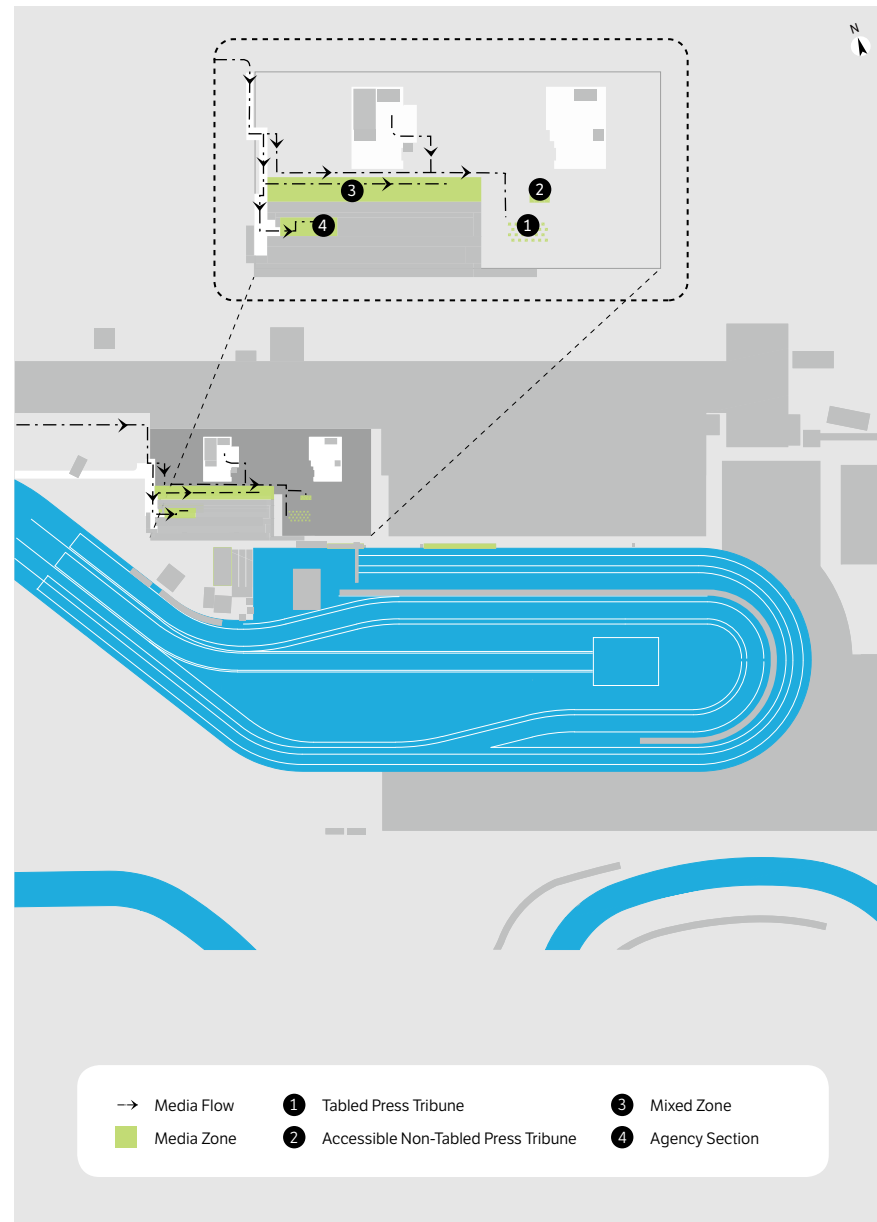 N
2
3
1
4
Media Flow
1 Tabled Press Tribune
3 Mixed Zone
Media Zone
2 Accessible Non-Tabled Press Tribune
4 Agency Section